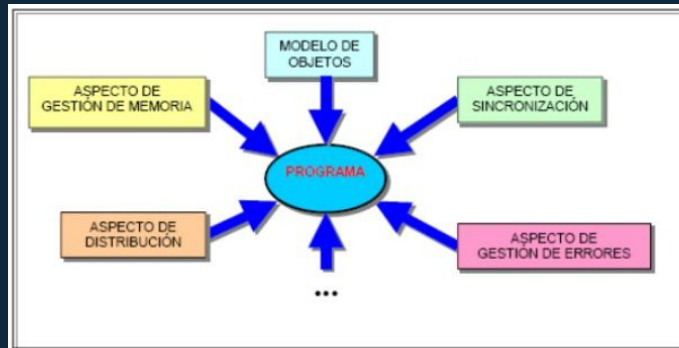 MODELO DE
OBJETOS
ASPECTO DE
GESTIÓN DE MEMORIA
ASPECTO DE
SINCRONIZACIÓN
PROGRAMA
ASPECTO DE
DISTRIBUCIÓN
ASPECTO DE
GESTIÓN DE ERRORES
...